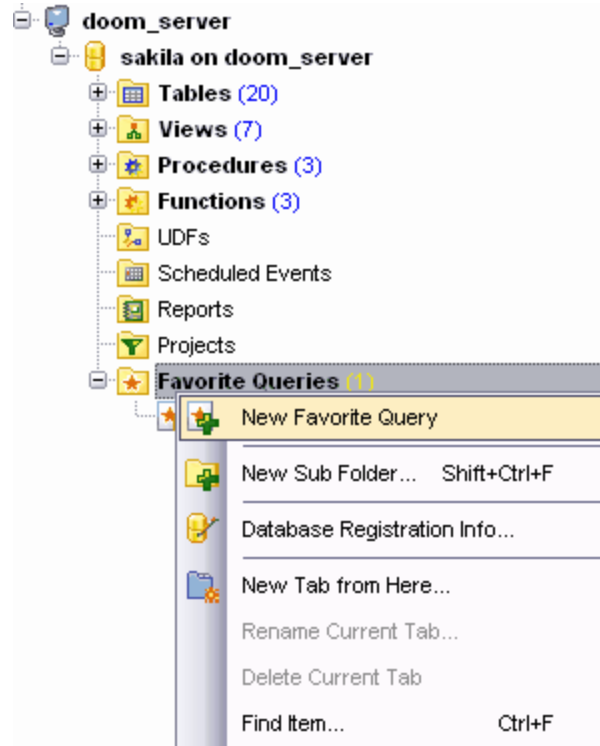 doom_server
sakila on doom_server
Tables (20)
Views (7)
Procedures (3)
Functions (3)
UDFs
Scheduled Events
Reports
Projects
Favorite Queries (1)
New Favorite Query
New Sub Folder... Shift+Ctrl+F
Database Registration Info...
New Tab from Here...
Rename Current Tab...
Delete Current Tab
Find Item... Ctrl+F